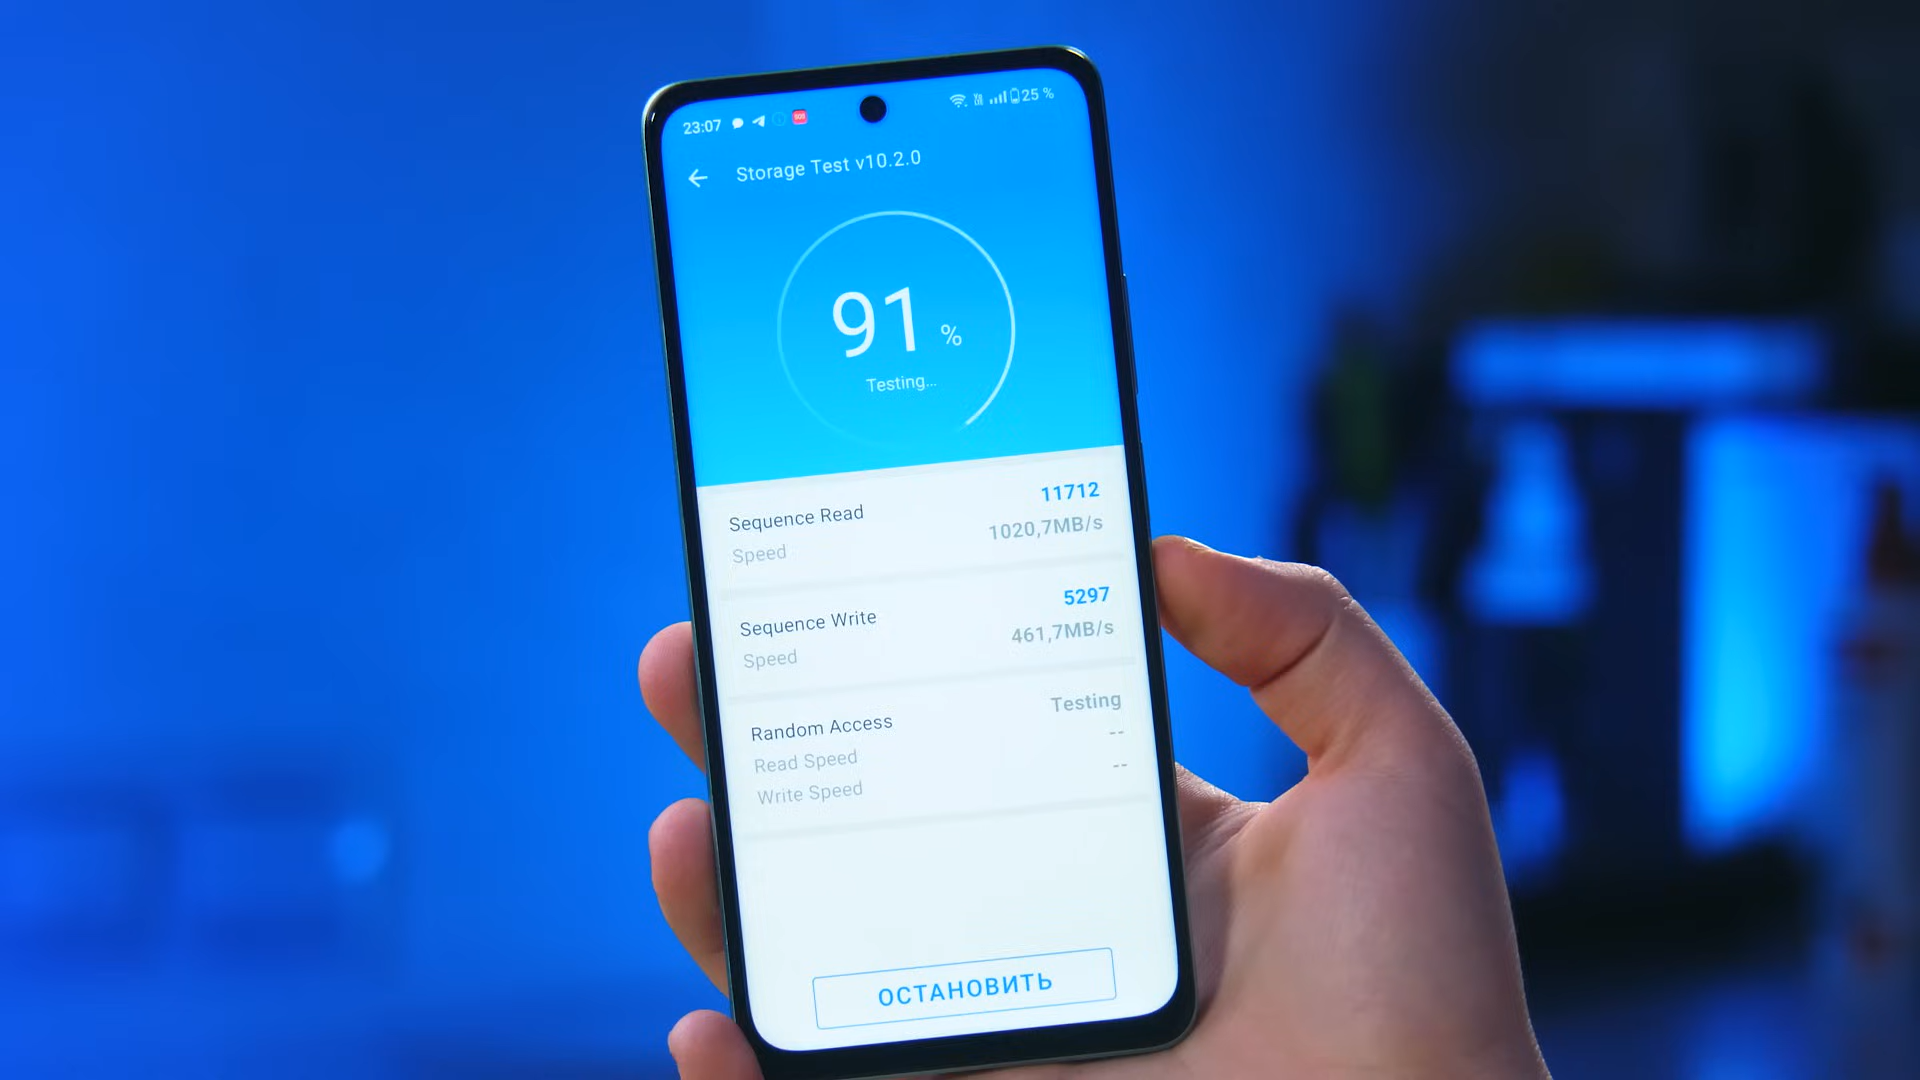 23:07 25 %
Storage Test v10.2.0
91 %
Testing...
Sequence Read 11712
Speed 1020,7MB/s
Sequence Write 5297
Speed 461,7MB/s
Random Access Testing
Read Speed --
Write Speed --
ОСТАНОВИТЬ